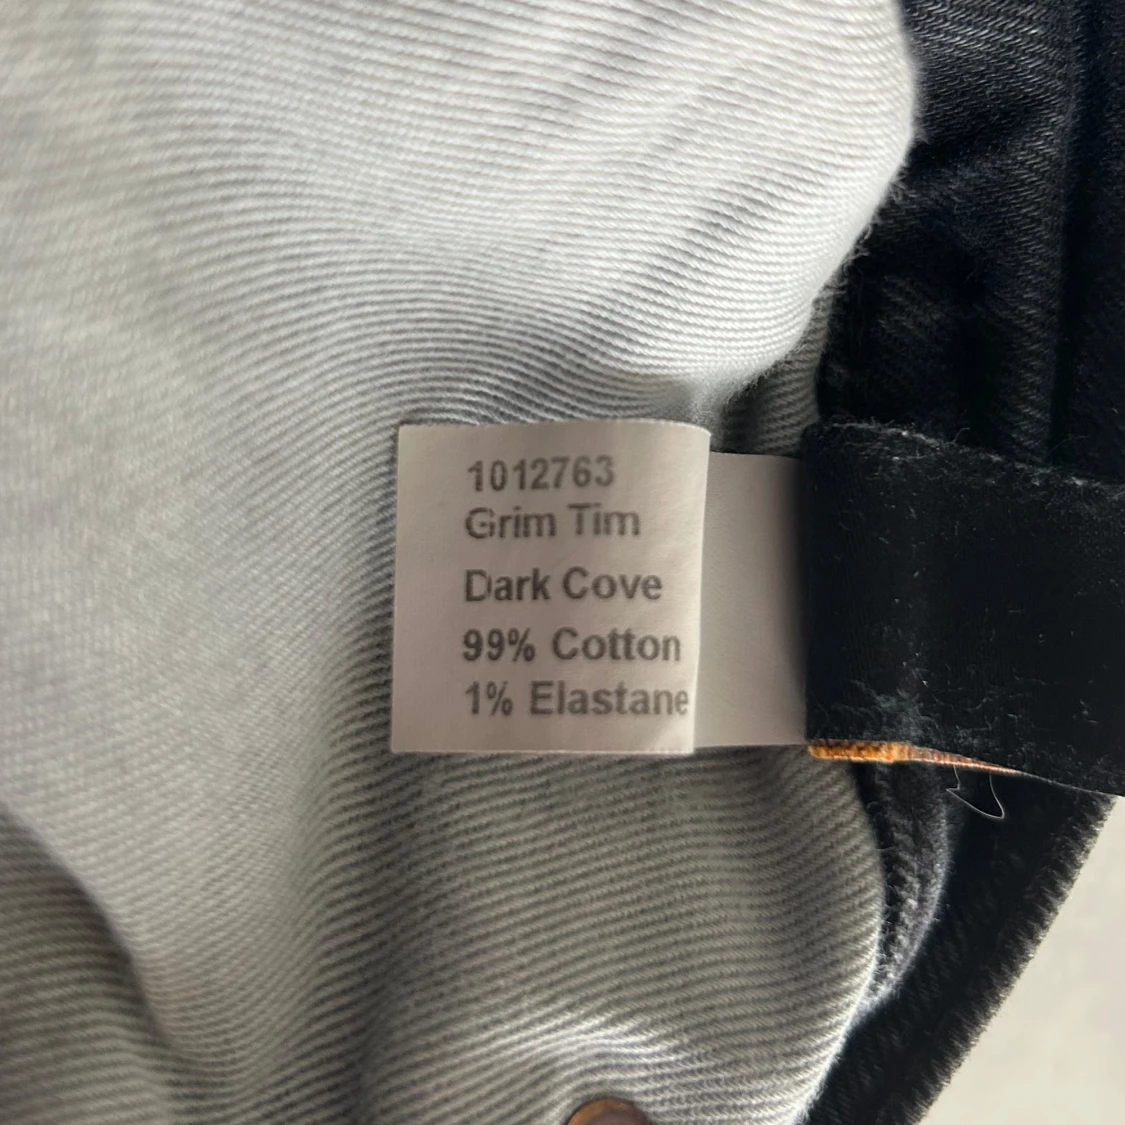 1012763
Grim Tim
Dark Cove
99% Cotton
1% Elastane